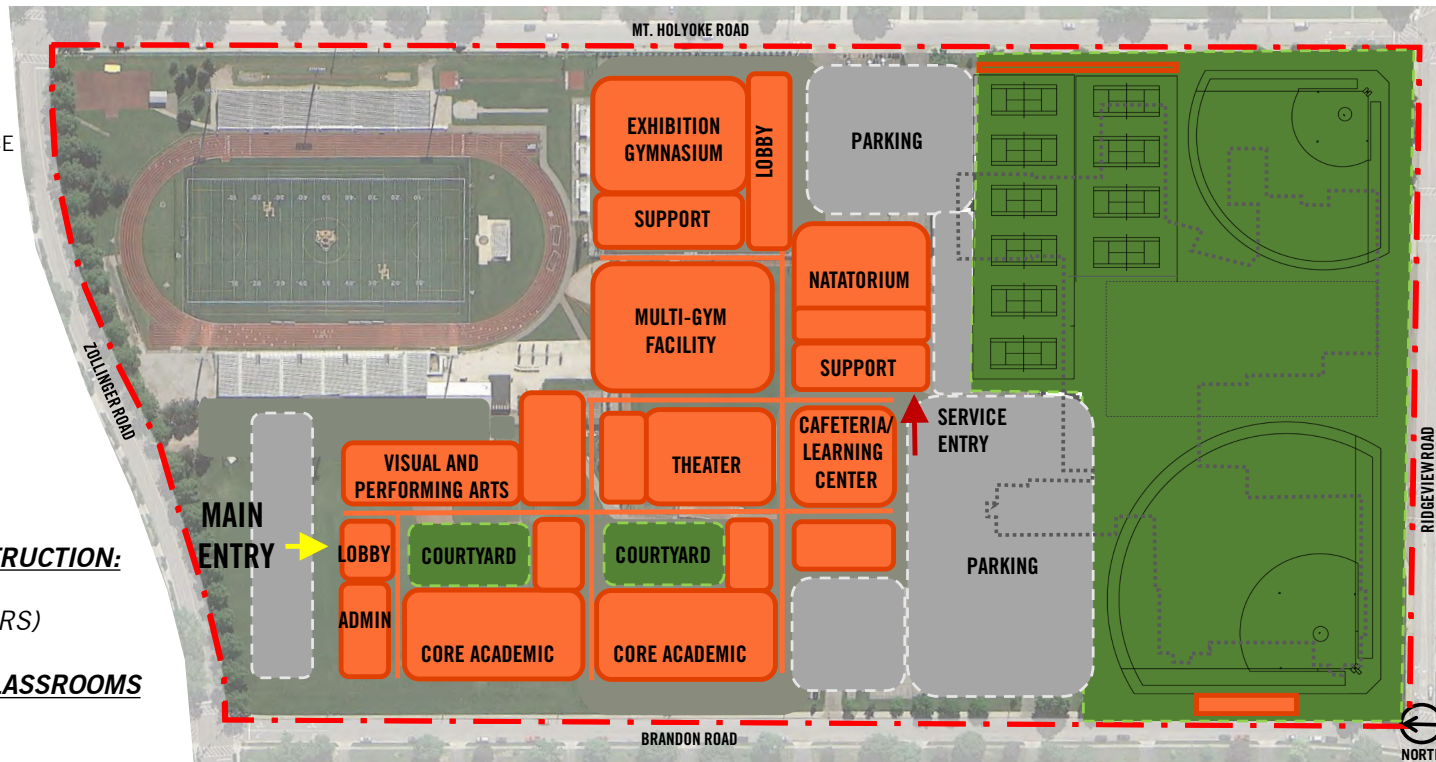 MT. HOLYOKE ROAD
EXHIBITION
GYMNASIUM
LOBBY
PARKING
SUPPORT
NATATORIUM
MULTI-GYM
FACILITY
SUPPORT
ZOLLINGER ROAD
SERVICE
ENTRY
CAFETERIA/
LEARNING
CENTER
VISUAL AND
PERFORMING ARTS
THEATER
RIDGEVIEW ROAD
MAIN
ENTRY
LOBBY
COURTYARD
COURTYARD
PARKING
RUCTION:
ADMIN
RS)
CORE ACADEMIC
CORE ACADEMIC
LASSROOMS
BRANDON ROAD
NORTH